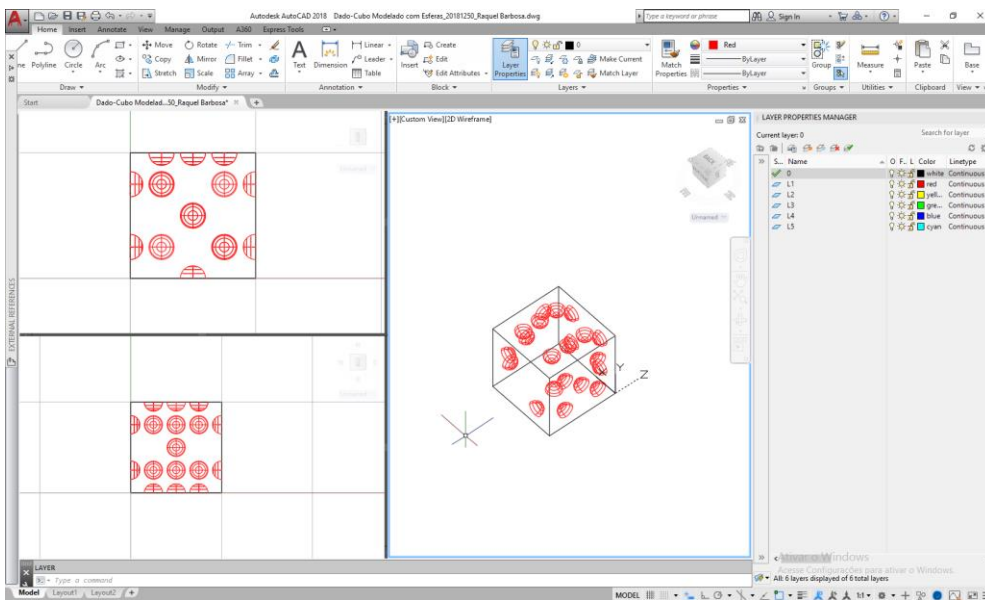 Autodesk AutoCAD 2018 Dado-Cubo Modelado com Esferas_20181250_Raquel Barbosa.dwg
Type a keyword or phrase
Sign In
Home Insert Annotate View Manage Output A360 Express Tools
Polyline Circle Arc
Move Rotate Trim
Copy Mirror Fillet
Stretch Scale Array
Text Dimension
Linear
Leader
Table
Insert
Create
Edit
Edit Attributes
Layer Properties
0
Make Current
Match Layer
Match Properties
Red
ByLayer
ByLayer
Group
Measure
Paste
Base
Draw Modify Annotation Block Layers Properties Groups Utilities Clipboard View
Start Dado-Cubo Modelad...50_Raquel Barbosa*
[+][Custom View][2D Wireframe]
BACK
Unnamed
X
Y
Z
EXTERNAL REFERENCES
LAYER PROPERTIES MANAGER
Current layer: 0
Search for layer
S... Name O F.. L Color Linetype
0 white Continuous
L1 red Continuous
L2 yell... Continuous
L3 gre... Continuous
L4 blue Continuous
L5 cyan Continuous
Ativar o Windows
Acesse Configurações para ativar o Windows.
All: 6 layers displayed of 6 total layers
LAYER
Type a command
Model Layout1 Layout2
MODEL
1:1